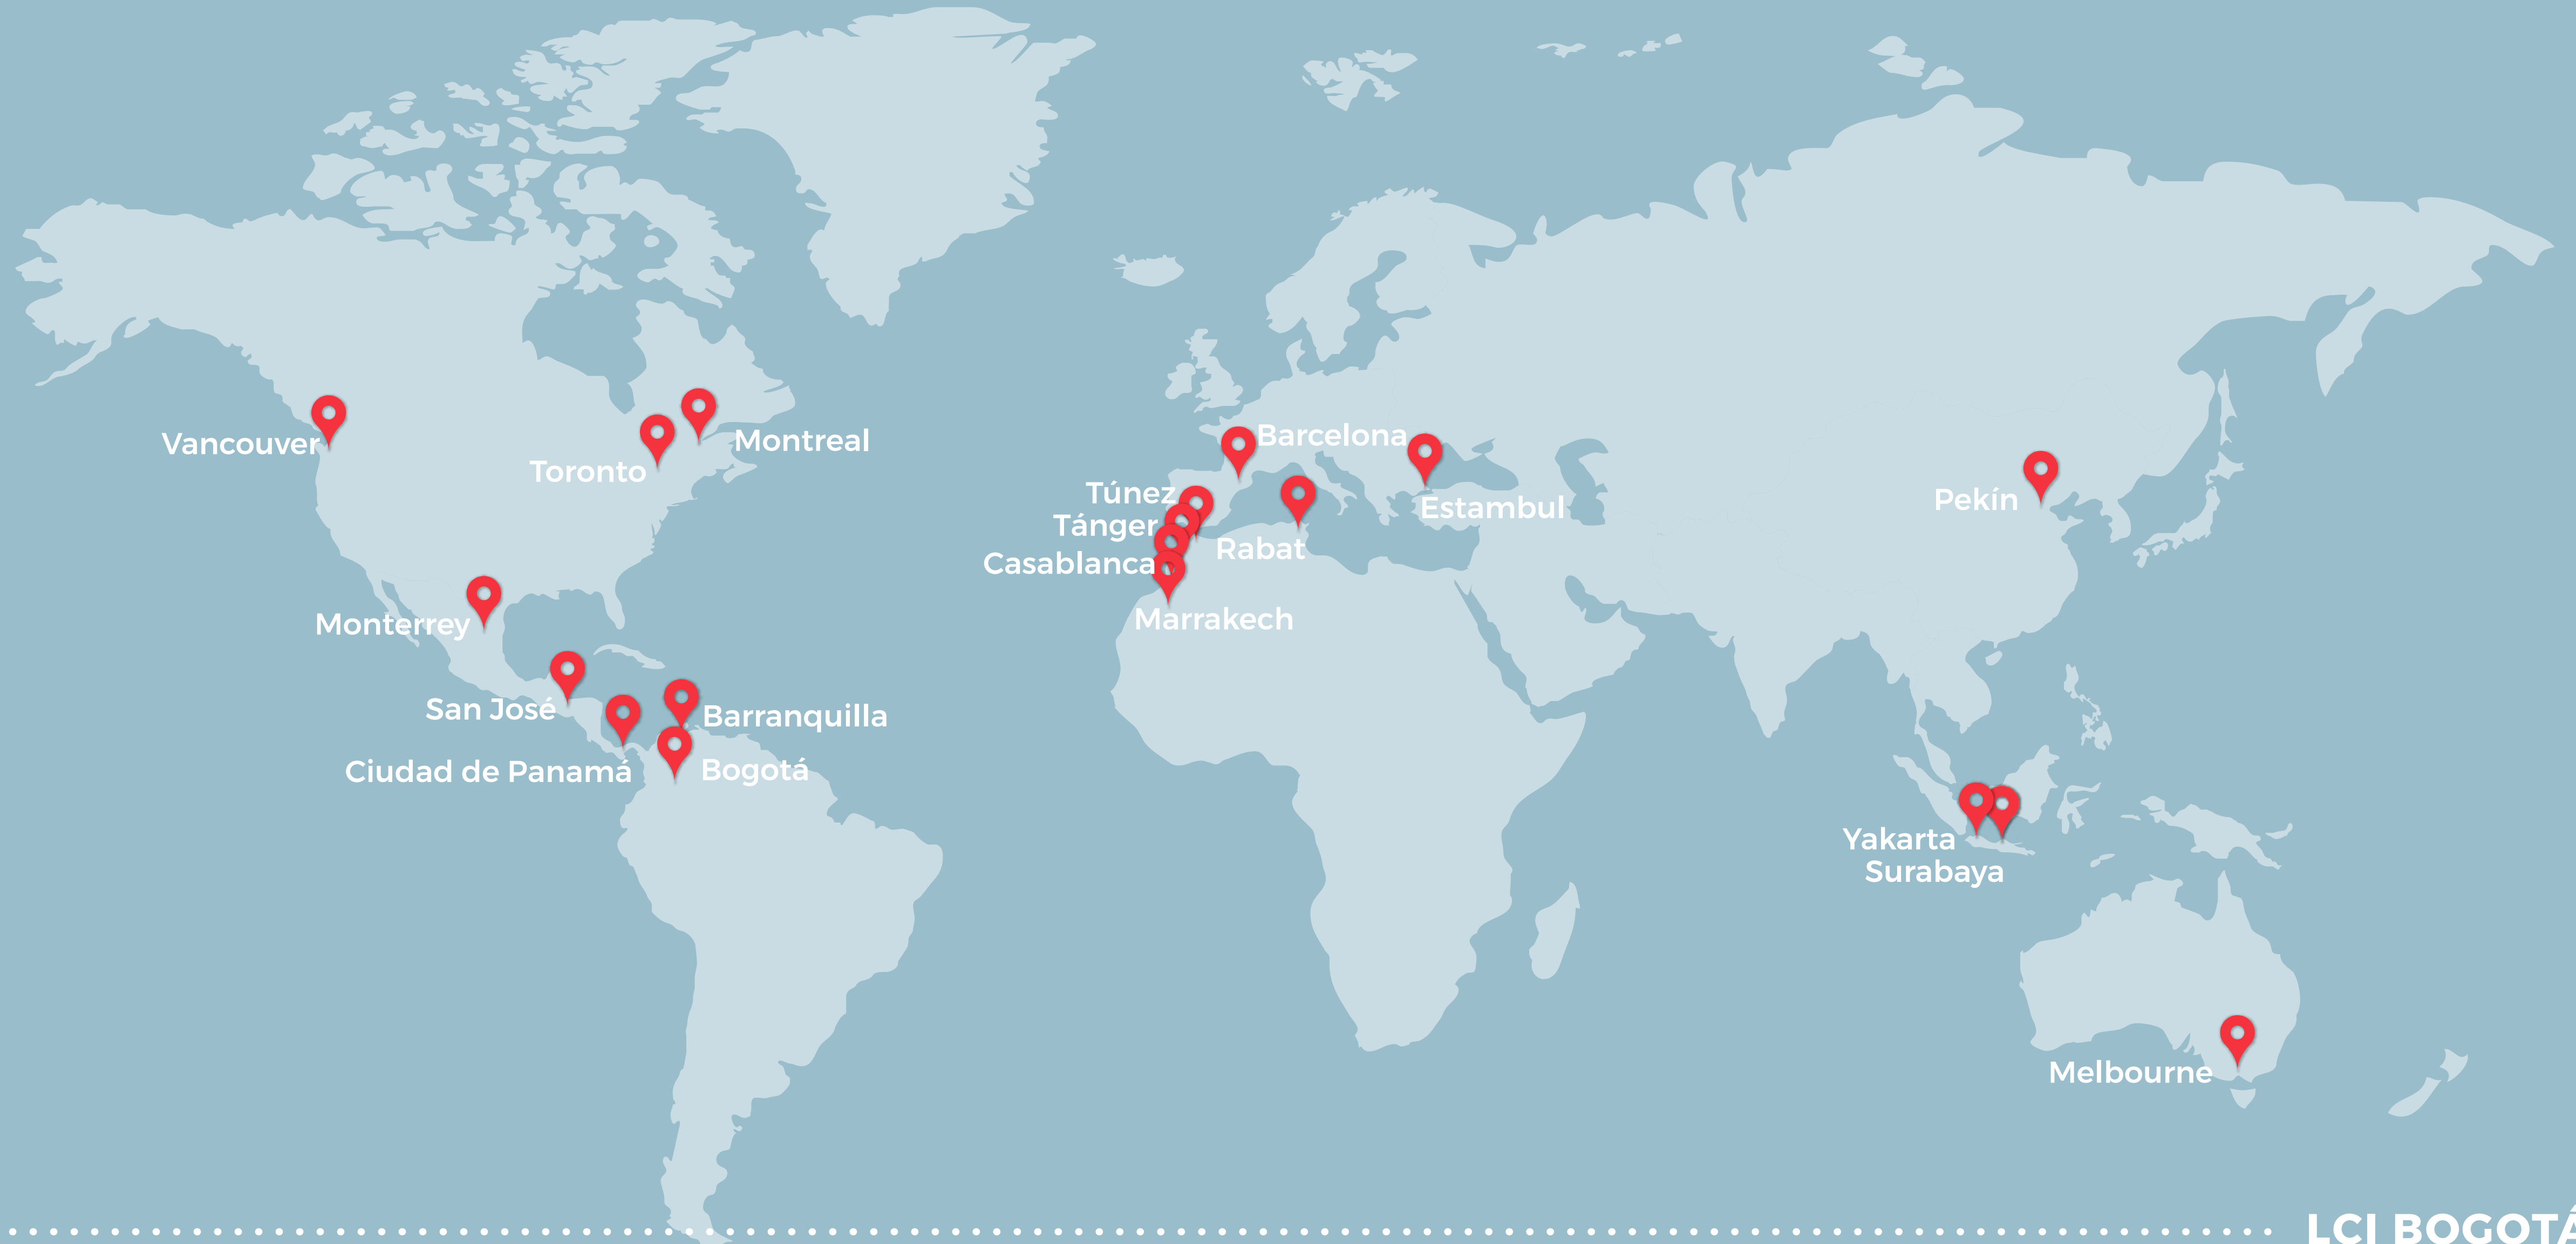 Vancouver
Toronto
Montreal
Monterrey
San José
Ciudad de Panamá
Barranquilla
Bogotá
Barcelona
Túnez
Tánger
Casablanca
Rabat
Marrakech
Estambul
Pekín
Yakarta
Surabaya
Melbourne
LCI BOGOTÁ